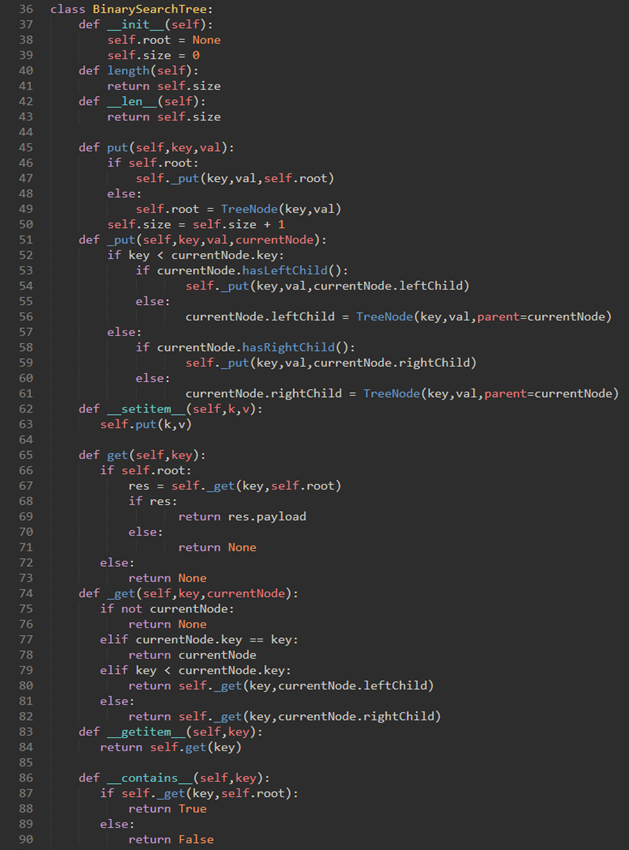 36 class BinarySearchTree:
37     def __init__(self):
38         self.root = None
39         self.size = 0
40     def length(self):
41         return self.size
42     def __len__(self):
43         return self.size
44
45     def put(self,key,val):
46         if self.root:
47             self._put(key,val,self.root)
48         else:
49             self.root = TreeNode(key,val)
50         self.size = self.size + 1
51     def _put(self,key,val,currentNode):
52         if key < currentNode.key:
53             if currentNode.hasLeftChild():
54                    self._put(key,val,currentNode.leftChild)
55             else:
56                    currentNode.leftChild = TreeNode(key,val,parent=currentNode)
57         else:
58             if currentNode.hasRightChild():
59                    self._put(key,val,currentNode.rightChild)
60             else:
61                    currentNode.rightChild = TreeNode(key,val,parent=currentNode)
62     def __setitem__(self,k,v):
63        self.put(k,v)
64
65     def get(self,key):
66        if self.root:
67            res = self._get(key,self.root)
68            if res:
69                   return res.payload
70            else:
71                   return None
72        else:
73            return None
74     def _get(self,key,currentNode):
75        if not currentNode:
76            return None
77        elif currentNode.key == key:
78            return currentNode
79        elif key < currentNode.key:
80            return self._get(key,currentNode.leftChild)
81        else:
82            return self._get(key,currentNode.rightChild)
83     def __getitem__(self,key):
84        return self.get(key)
85
86     def __contains__(self,key):
87        if self._get(key,self.root):
88            return True
89        else:
90            return False